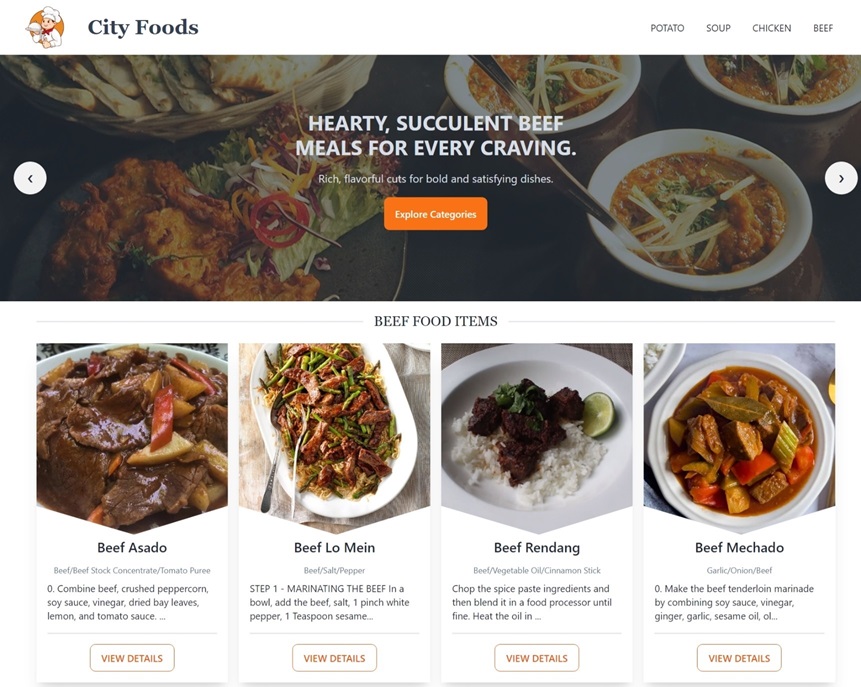 City Foods
POTATO SOUP CHICKEN BEEF
HEARTY, SUCCULENT BEEF
MEALS FOR EVERY CRAVING.
Rich, flavorful cuts for bold and satisfying dishes.
‹ ›
Explore Categories
BEEF FOOD ITEMS
Beef Asado
Beef/Beef Stock Concentrate/Tomato Puree
0. Combine beef, crushed peppercorn,
soy sauce, vinegar, dried bay leaves,
lemon, and tomato sauce. ...
VIEW DETAILS
Beef Lo Mein
Beef/Salt/Pepper
STEP 1 - MARINATING THE BEEF In a
bowl, add the beef, salt, 1 pinch white
pepper, 1 Teaspoon sesame...
VIEW DETAILS
Beef Rendang
Beef/Vegetable Oil/Cinnamon Stick
Chop the spice paste ingredients and
then blend it in a food processor until
fine. Heat the oil in ...
VIEW DETAILS
Beef Mechado
Garlic/Onion/Beef
0. Make the beef tenderloin marinade
by combining soy sauce, vinegar,
ginger, garlic, sesame oil, ol...
VIEW DETAILS